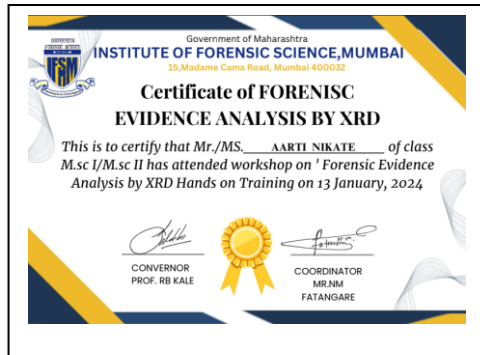 Government of Maharashtra
INSTITUTE OF FORENSIC SCIENCE,MUMBAI
15,Madame Cama Road, Mumbai 400032
IFSM
Certificate of FORENISC
EVIDENCE ANALYSIS BY XRD
This is to certify that Mr./MS. AARTI NIKATE of class
M.sc I/M.sc II has attended workshop on ' Forensic Evidence
Analysis by XRD Hands on Training on 13 January, 2024
CONVERNOR
PROF. RB KALE
COORDINATOR
MR.NM
FATANGARE